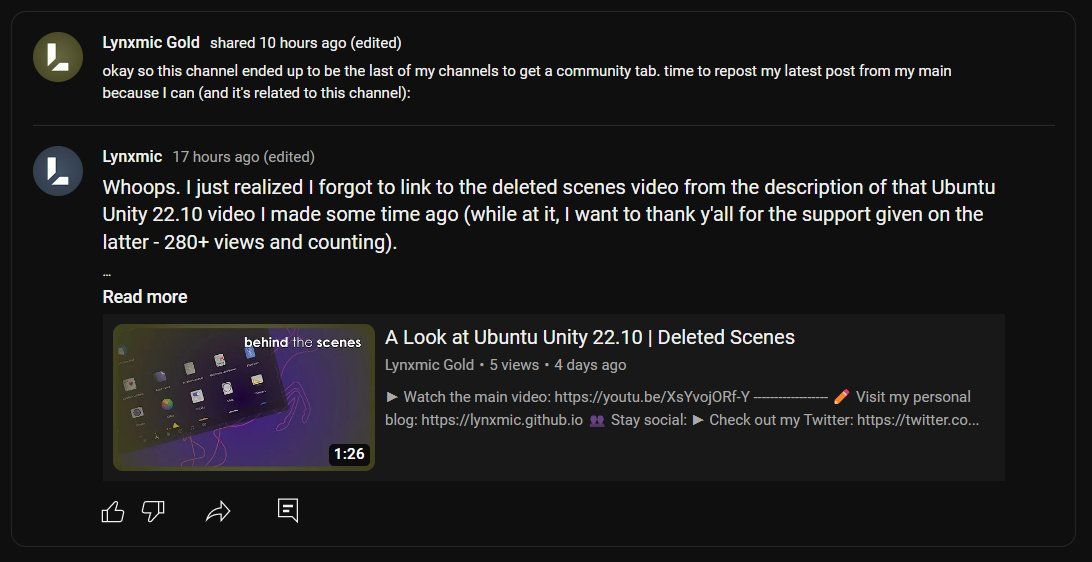 Lynxmic Gold shared 10 hours ago (edited)
okay so this channel ended up to be the last of my channels to get a community tab. time to repost my latest post from my main
because I can (and it's related to this channel):
Lynxmic 17 hours ago (edited)
Whoops. I just realized I forgot to link to the deleted scenes video from the description of that Ubuntu
Unity 22.10 video I made some time ago (while at it, I want to thank y'all for the support given on the
latter - 280+ views and counting).
...
Read more
behind the scenes
1:26
A Look at Ubuntu Unity 22.10 | Deleted Scenes
Lynxmic Gold • 5 views • 4 days ago
▶ Watch the main video: https://youtu.be/XsYvojORf-Y ------------------ 🖍️ Visit my personal
blog: https://lynxmic.github.io 👥 Stay social: ▶ Check out my Twitter: https://twitter.co...